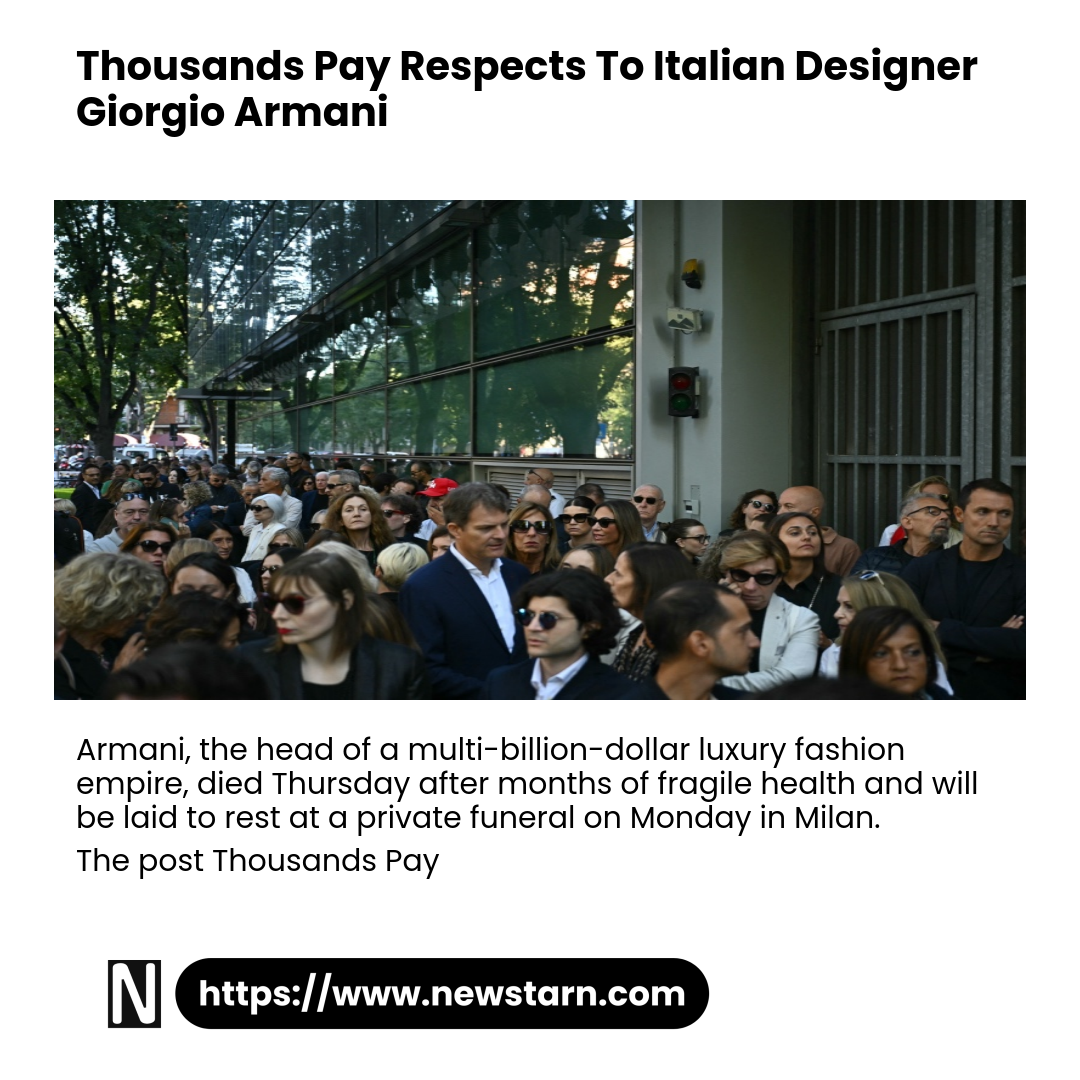 Thousands Pay Respects To Italian Designer
Giorgio Armani
Armani, the head of a multi-billion-dollar luxury fashion
empire, died Thursday after months of fragile health and will
be laid to rest at a private funeral on Monday in Milan.
The post Thousands Pay
N https://www.newstarn.com